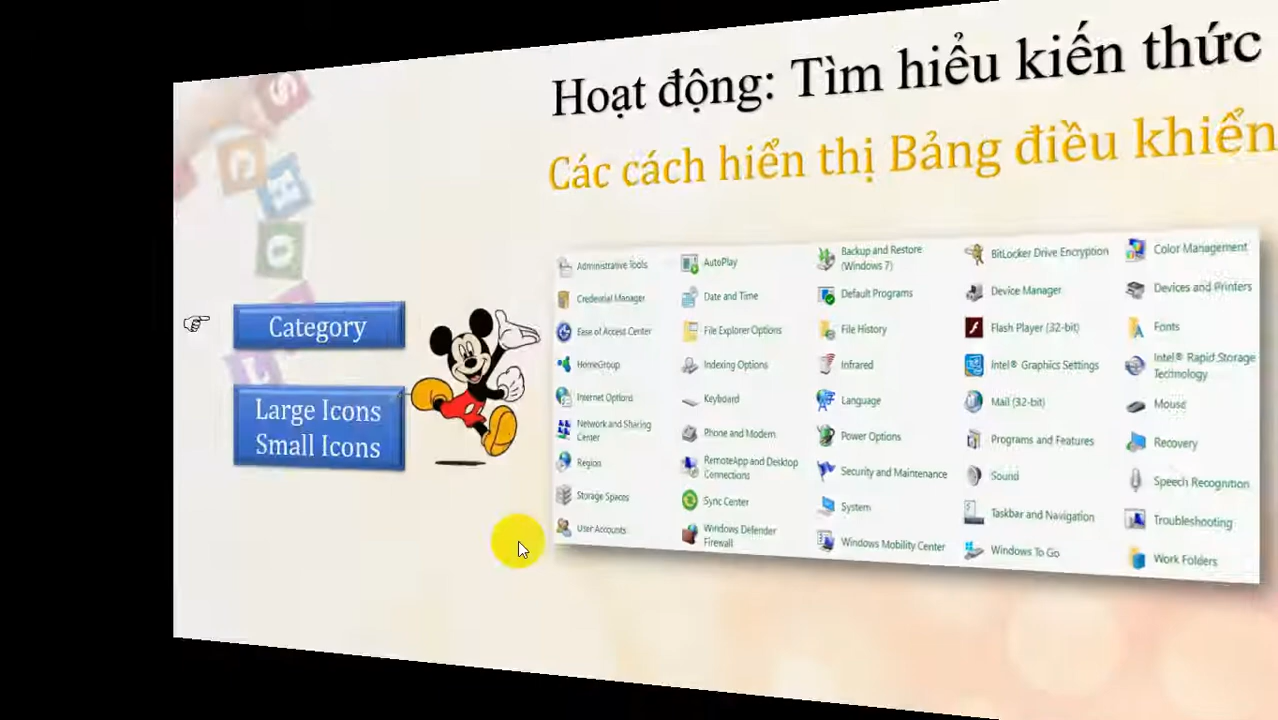 Hoạt động: Tìm hiểu kiến thức
Các cách hiển thị Bảng điều khiển
Category
Large Icons
Small Icons
Administrative Tools
AutoPlay
Backup and Restore
(Windows 7)
BitLocker Drive Encryption
Color Management
Credential Manager
Date and Time
Default Programs
Device Manager
Devices and Printers
Ease of Access Center
File Explorer Options
File History
Flash Player (32-bit)
Fonts
HomeGroup
Indexing Options
Infrared
Intel® Graphics Settings
Intel® Rapid Storage
Technology
Internet Options
Keyboard
Language
Mail (32-bit)
Mouse
Network and Sharing
Center
Phone and Modem
Power Options
Programs and Features
Recovery
Region
RemoteApp and Desktop
Connections
Security and Maintenance
Sound
Speech Recognition
Storage Spaces
Sync Center
System
Taskbar and Navigation
Troubleshooting
User Accounts
Windows Defender
Firewall
Windows Mobility Center
Windows To Go
Work Folders